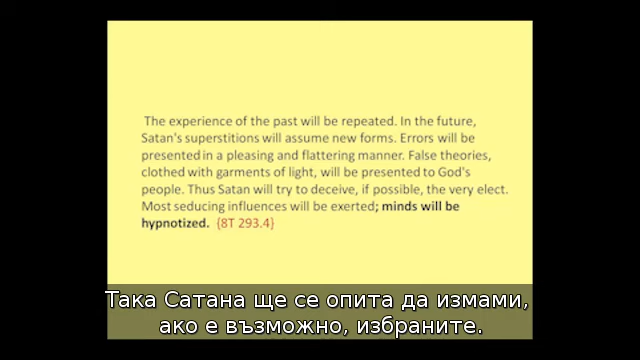 The experience of the past will be repeated. In the future,
Satan's superstitions will assume new forms. Errors will be
presented in a pleasing and flattering manner. False theories,
clothed with garments of light, will be presented to God's
people. Thus Satan will try to deceive, if possible, the very elect.
Most seducing influences will be exerted; minds will be
hypnotized. {8T 293.4}
Така Сатана ще се опита да измами,
ако е възможно, избраните.